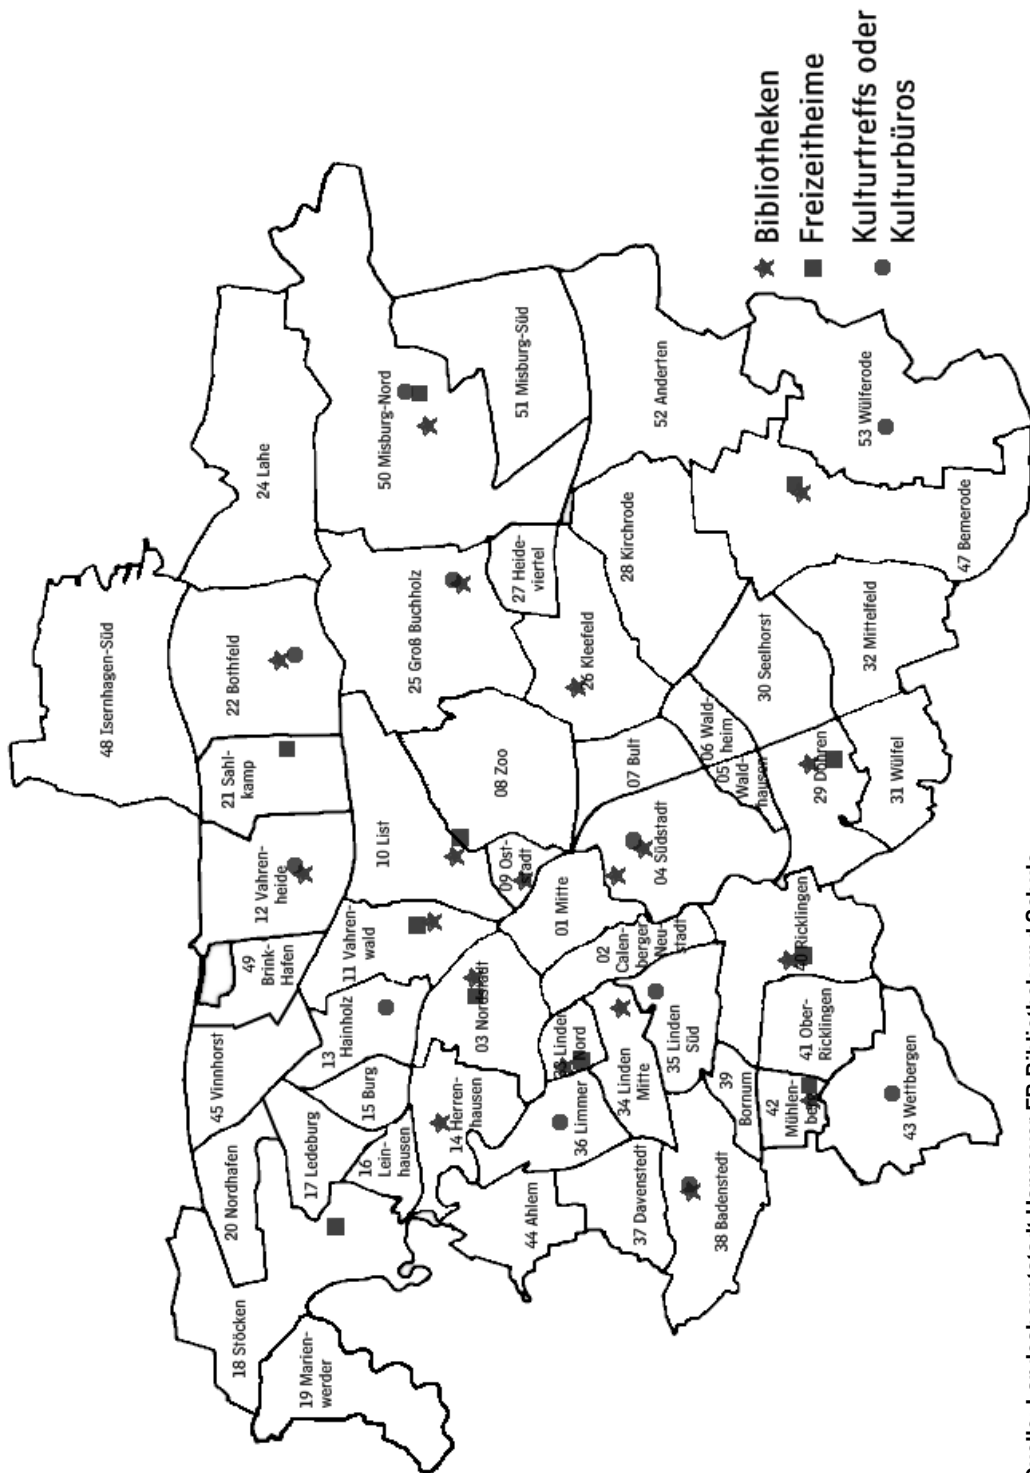 48 Isernhagen-Süd
18 Stöcken
20 Nordhafen
45 Vinnhorst
49
Brink-
Hafen
12 Vahren-
heide
21 Sahl-
kamp
22 Bothfeld
24 Lahe
19 Marien-
werder
17 Ledeburg
16
Lein-
hausen
15 Burg
13
Hainholz
11 Vahren-
wald
10 List
25 Groß Buchholz
50 Misburg-Nord
14 Herren-
hausen
03 Nordstadt
09 Ost-
stadt
08 Zoo
27 Heide-
viertel
51 Misburg-Süd
44 Ahlem
36 Limmer
33 Linden
Nord
01 Mitte
26 Kleefeld
02
Calen-
berger
Neu-
stadt
34 Linden
Mitte
37 Davenstedt
35 Linden
Süd
04 Südstadt
07 Bult
28 Kirchrode
52 Anderten
38 Badenstedt
39
Bornum
06 Wald-
heim
05
Wald-
hausen
30 Seelhorst
42
Mühlen-
berg
41 Ober-
Ricklingen
40 Ricklingen
29 Döhren
31 Wülfel
32 Mittelfeld
53 Wülferode
43 Wettbergen
47 Bemerode
Bibliotheken
Freizeitheime
Kulturtreffs oder
Kulturbüros